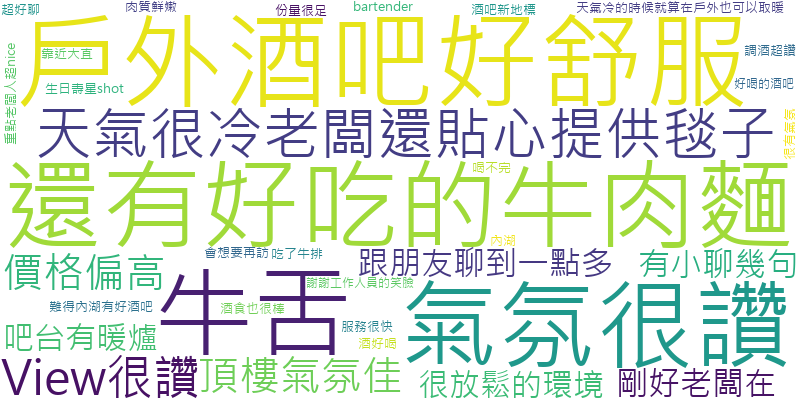 超好聊
肉質鮮嫩
份量很足
bartender
酒吧新地標
天氣冷的時候就算在戶外也可以取暖
戶外酒吧好舒服
重點老闆人超nice
靠近大直
調酒超讚
生日壽星shot
好喝的酒吧
天氣很冷老闆還貼心提供毯子
很有氣氛
還有好吃的牛肉麵
喝不完
內湖
價格偏高
會想要再訪
吃了牛排
跟朋友聊到一點多
有小聊幾句
牛舌
謝謝工作人員的笑臉
氣氛很讚
難得內湖有好酒吧
酒食也很棒
吧台有暖爐
服務很快
酒好喝
View很讚
頂樓氣氛佳
很放鬆的環境
剛好老闆在